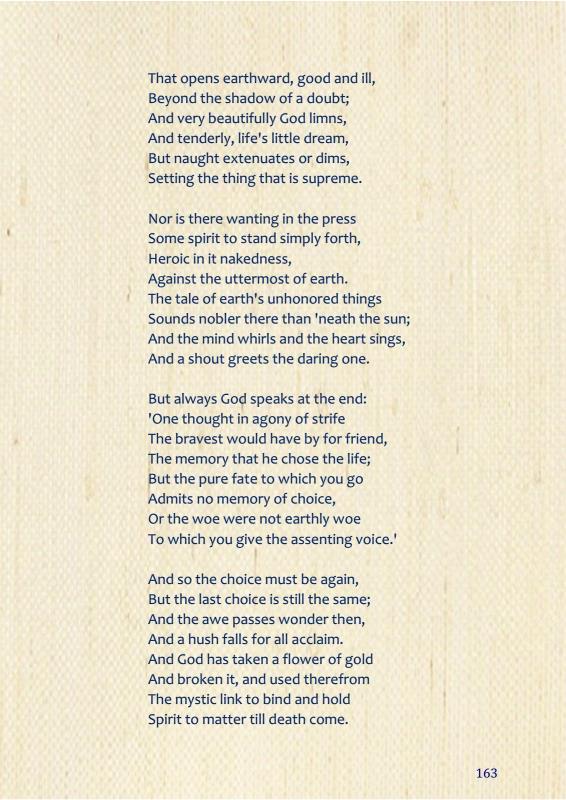 That opens earthward, good and ill,
Beyond the shadow of a doubt;
And very beautifully God limns,
And tenderly, life's little dream,
But naught extenuates or dims,
Setting the thing that is supreme.

Nor is there wanting in the press
Some spirit to stand simply forth,
Heroic in it nakedness,
Against the uttermost of earth.
The tale of earth's unhonored things
Sounds nobler there than 'neath the sun;
And the mind whirls and the heart sings,
And a shout greets the daring one.

But always God speaks at the end:
'One thought in agony of strife
The bravest would have by for friend,
The memory that he chose the life;
But the pure fate to which you go
Admits no memory of choice,
Or the woe were not earthly woe
To which you give the assenting voice.'

And so the choice must be again,
But the last choice is still the same;
And the awe passes wonder then,
And a hush falls for all acclaim.
And God has taken a flower of gold
And broken it, and used therefrom
The mystic link to bind and hold
Spirit to matter till death come.

163